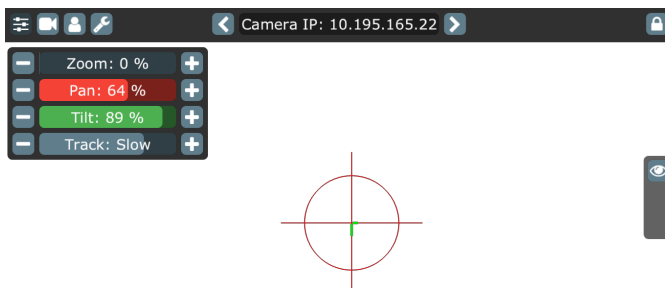 Camera IP: 10.195.165.22
Zoom: 0 %
Pan: 64 %
Tilt: 89 %
Track: Slow